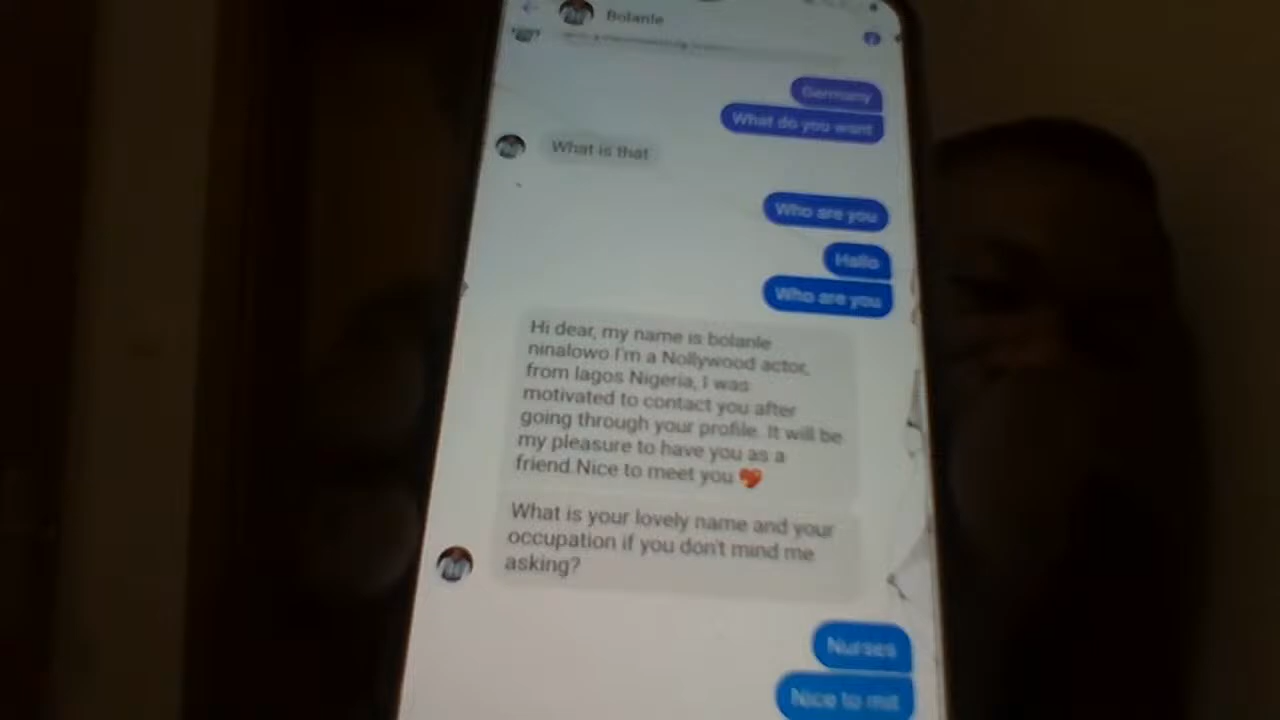 Bolanle
Germany
What do you want
What is that
Who are you
Hallo
Who are you
Hi dear, my name is bolanle
ninalowo I'm a Nollywood actor,
from lagos Nigeria, I was
motivated to contact you after
going through your profile. It will be
my pleasure to have you as a
friend.Nice to meet you
What is your lovely name and your
occupation if you don't mind me
asking?
Nurses
Nice to mit